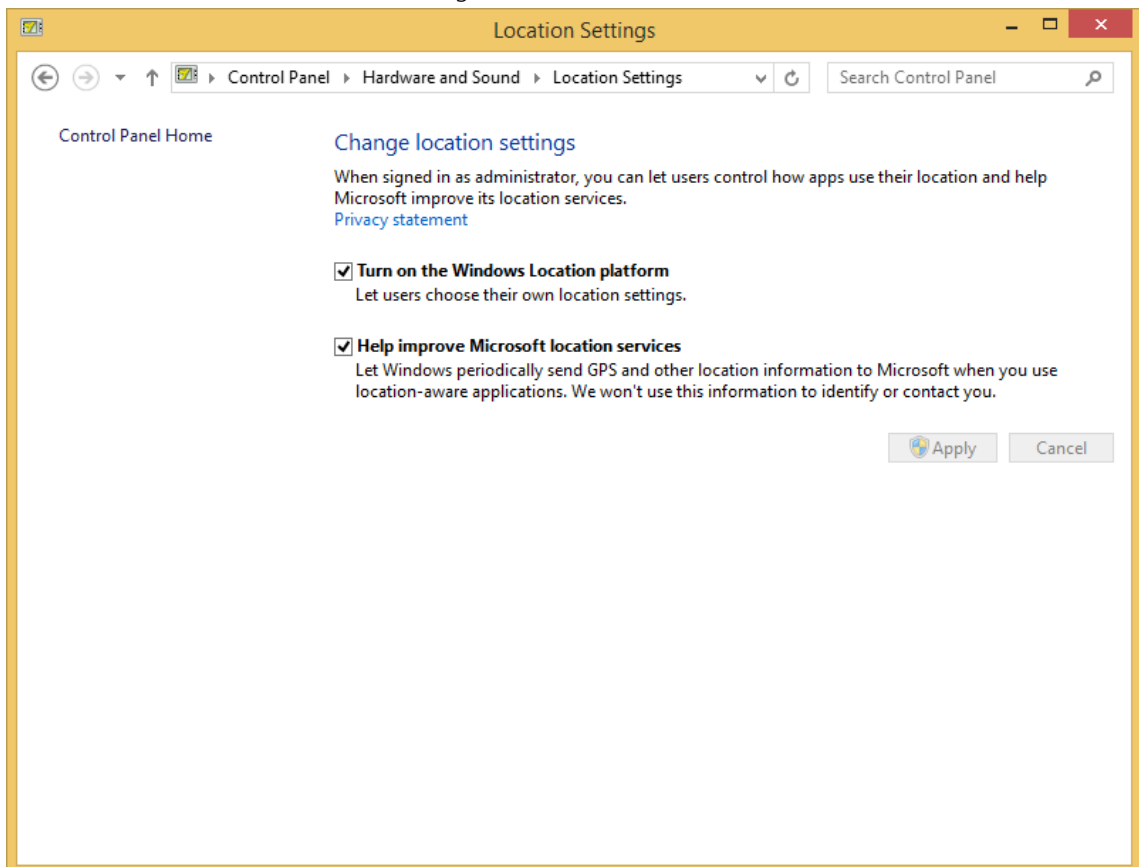 Location Settings
Control Panel Hardware and Sound Location Settings
Search Control Panel
Control Panel Home
Change location settings
When signed in as administrator, you can let users control how apps use their location and help
Microsoft improve its location services.
Privacy statement
Turn on the Windows Location platform
Let users choose their own location settings.
Help improve Microsoft location services
Let Windows periodically send GPS and other location information to Microsoft when you use
location-aware applications. We won't use this information to identify or contact you.
Apply Cancel